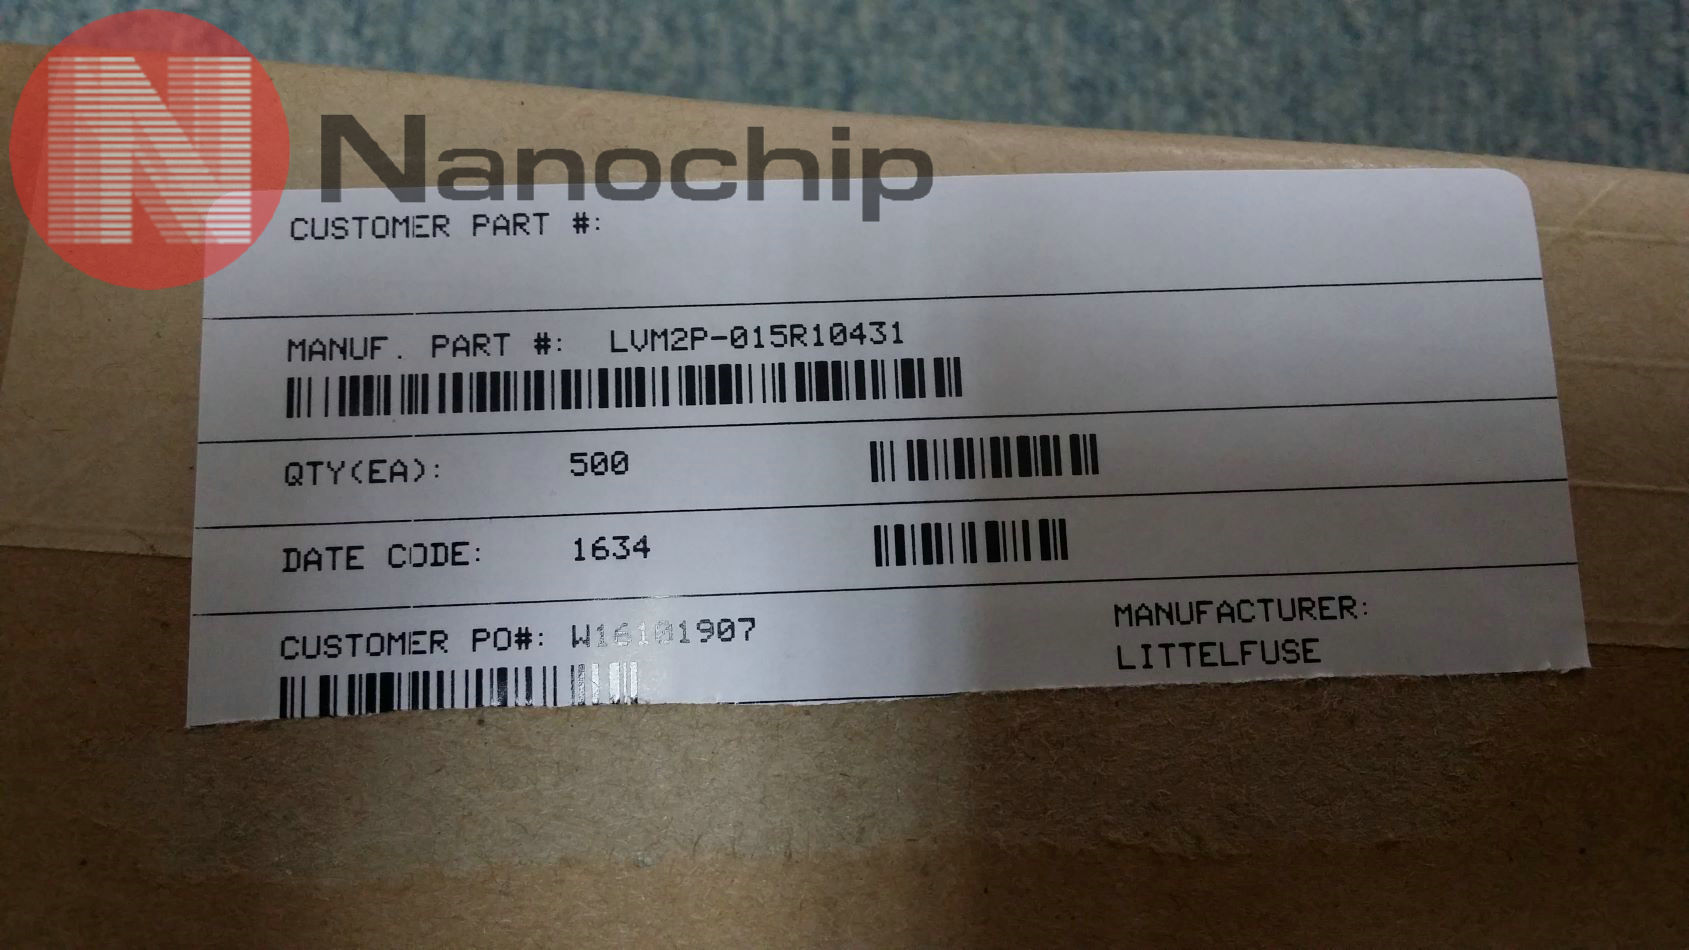 Nanochip
CUSTOMER PART #:
MANUF. PART #: LVM2P-015R10431
QTY(EA): 500
DATE CODE: 1634
CUSTOMER PO#: W16101907
MANUFACTURER:
LITTELFUSE